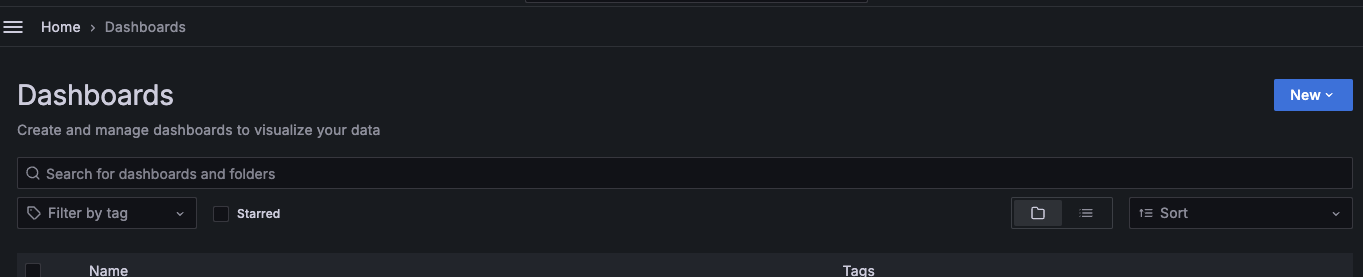 Home › Dashboards
Dashboards
New
Create and manage dashboards to visualize your data
Search for dashboards and folders
Filter by tag Starred Sort
Name Tags